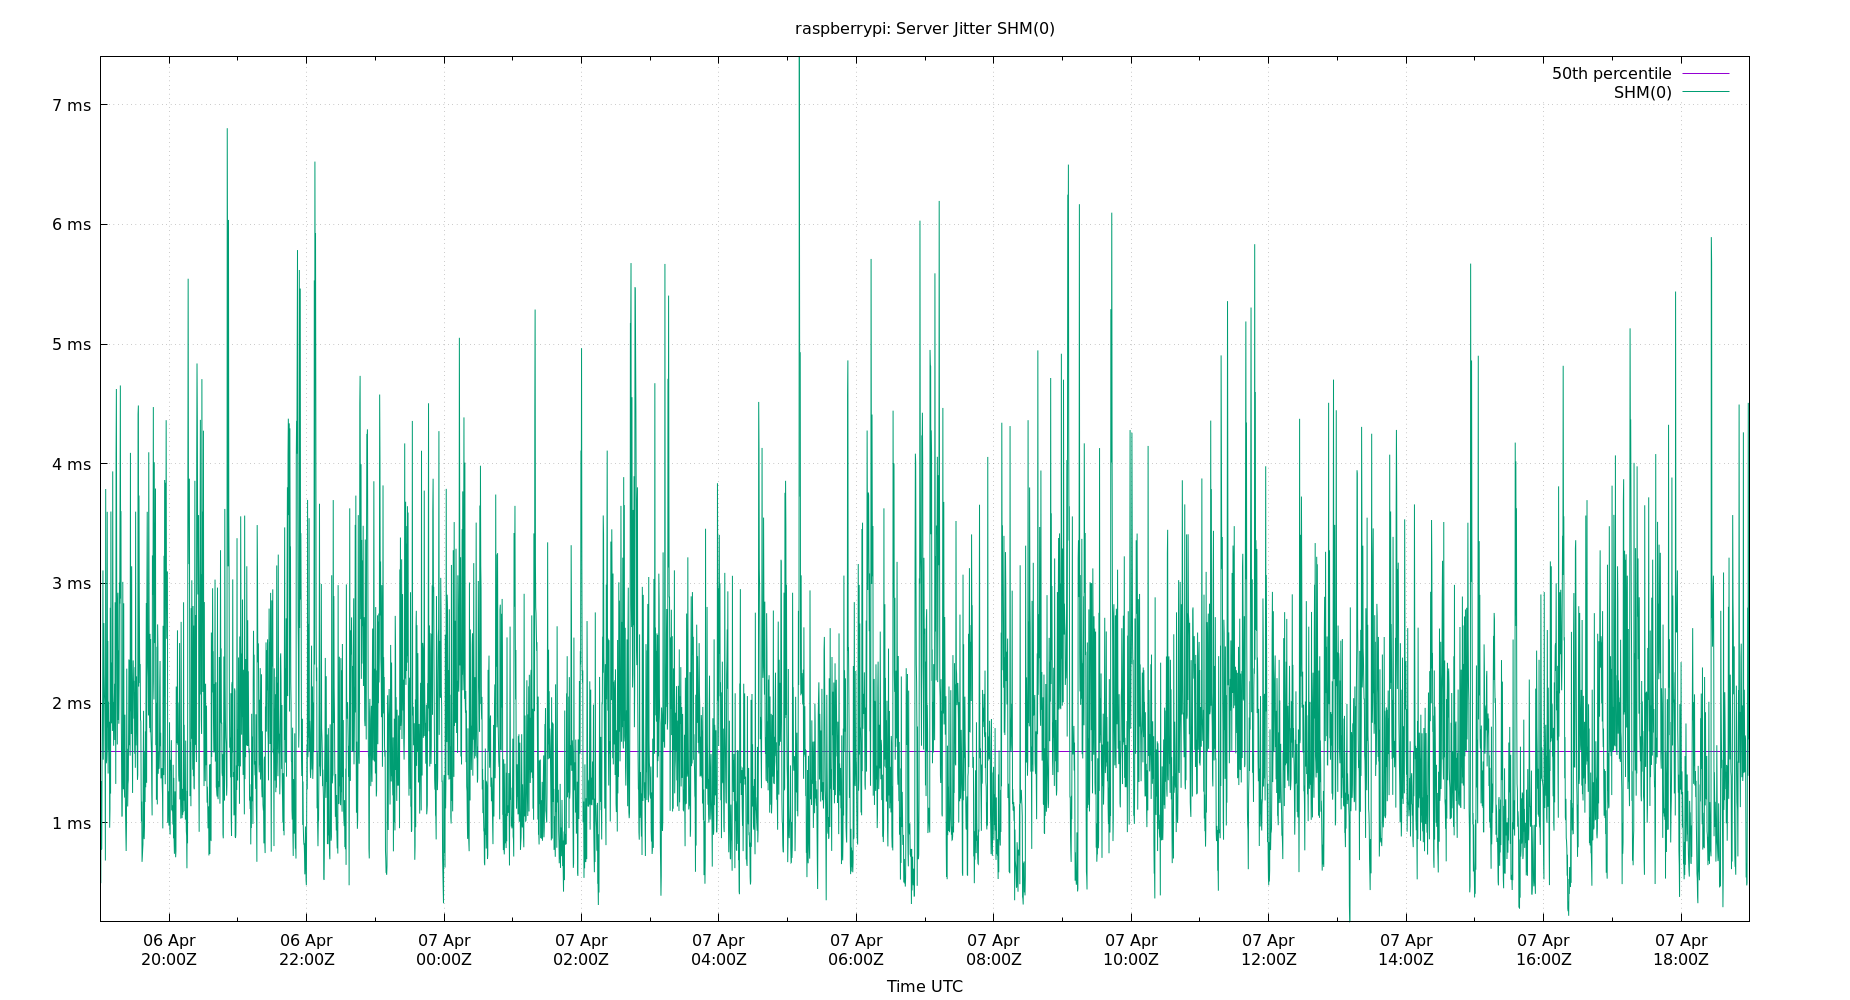 raspberrypi: Server Jitter SHM(0)
50th percentile
SHM(0)
7 ms
6 ms
5 ms
4 ms
3 ms
2 ms
1 ms
06 Apr 06 Apr 07 Apr 07 Apr 07 Apr 07 Apr 07 Apr 07 Apr 07 Apr 07 Apr 07 Apr 07 Apr
20:00Z 22:00Z 00:00Z 02:00Z 04:00Z 06:00Z 08:00Z 10:00Z 12:00Z 14:00Z 16:00Z 18:00Z
Time UTC